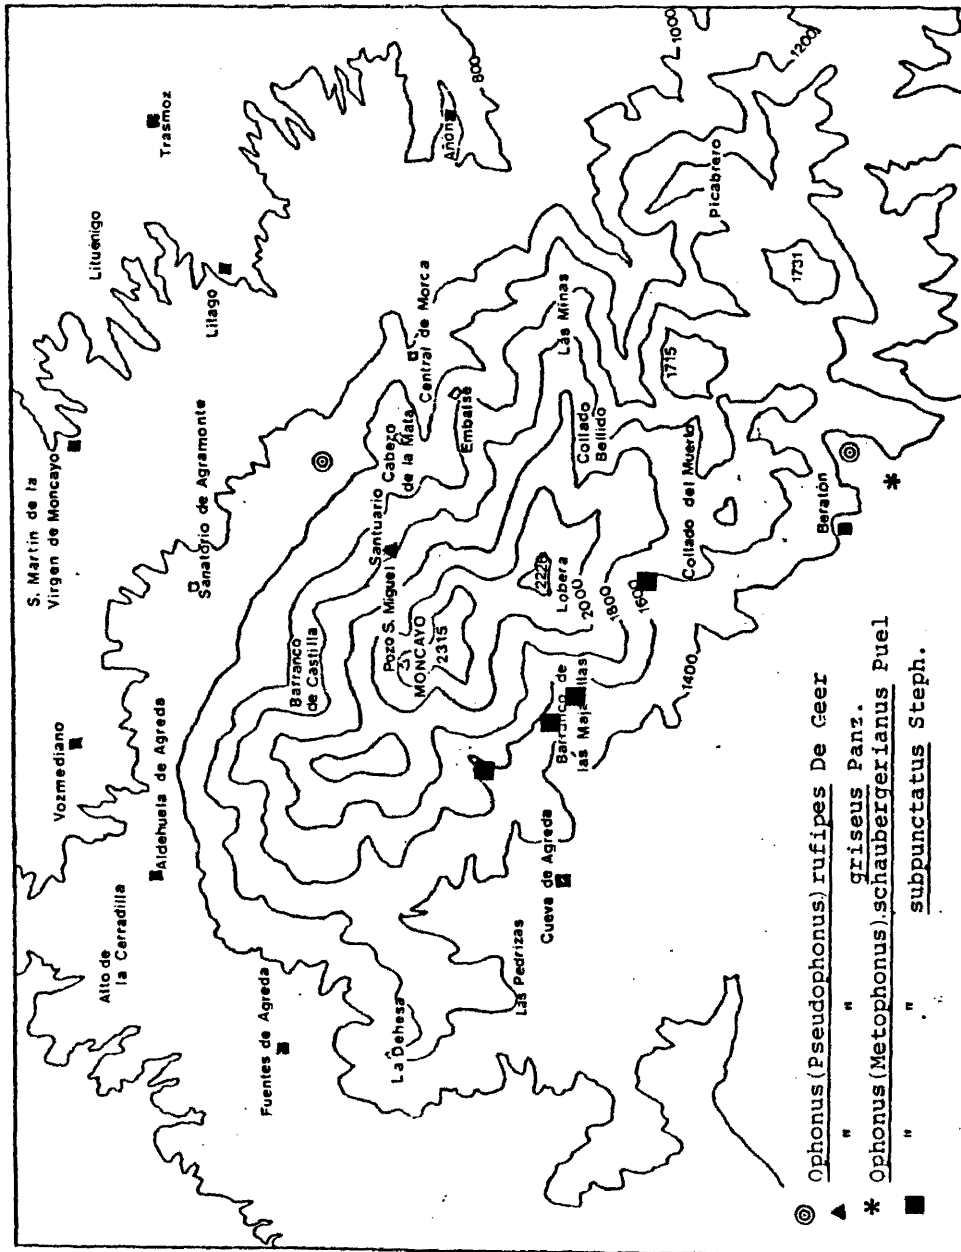 S. Martin de la
Virgen de Moncayo
Lituénigo
Trasmoz
Litago
Vozmediano
Alto de
la Cerradilla
Aldehuela de Agreda
Sanatorio de Agramonte
Fuentes de Agreda
Barranco
de Castilla
Santuario
Cabezo
de la Mata
Central de Morca
Añon
800
1000
1200
Pozo S. Miguel
MONCAYO
2315
Embalse
La Dehesa
Las Pedrizas
Cueva de Agreda
Barranco de
las Majadillas
Lobera
2226
2000
1800
1600
1400
Collado
Bellido
Las Minas
Collado del Muerto
1715
1731
Picabrero
Beratón
Ophonus (Pseudophonus) rufipes De Geer
" " griseus Panz.
Ophonus (Metophonus) schaubergerianus Puel
" " subpunctatus Steph.